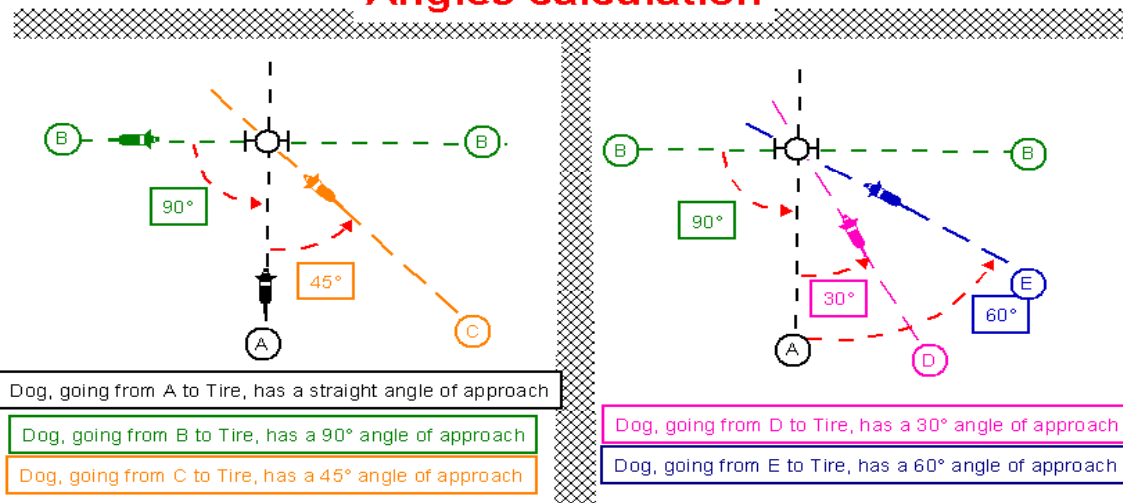 Angles calculation
B
B
90°
45°
A
C
Dog, going from A to Tire, has a straight angle of approach
Dog, going from B to Tire, has a 90° angle of approach
Dog, going from C to Tire, has a 45° angle of approach
B
B
90°
30°
E
60°
A
D
Dog, going from D to Tire, has a 30° angle of approach
Dog, going from E to Tire, has a 60° angle of approach